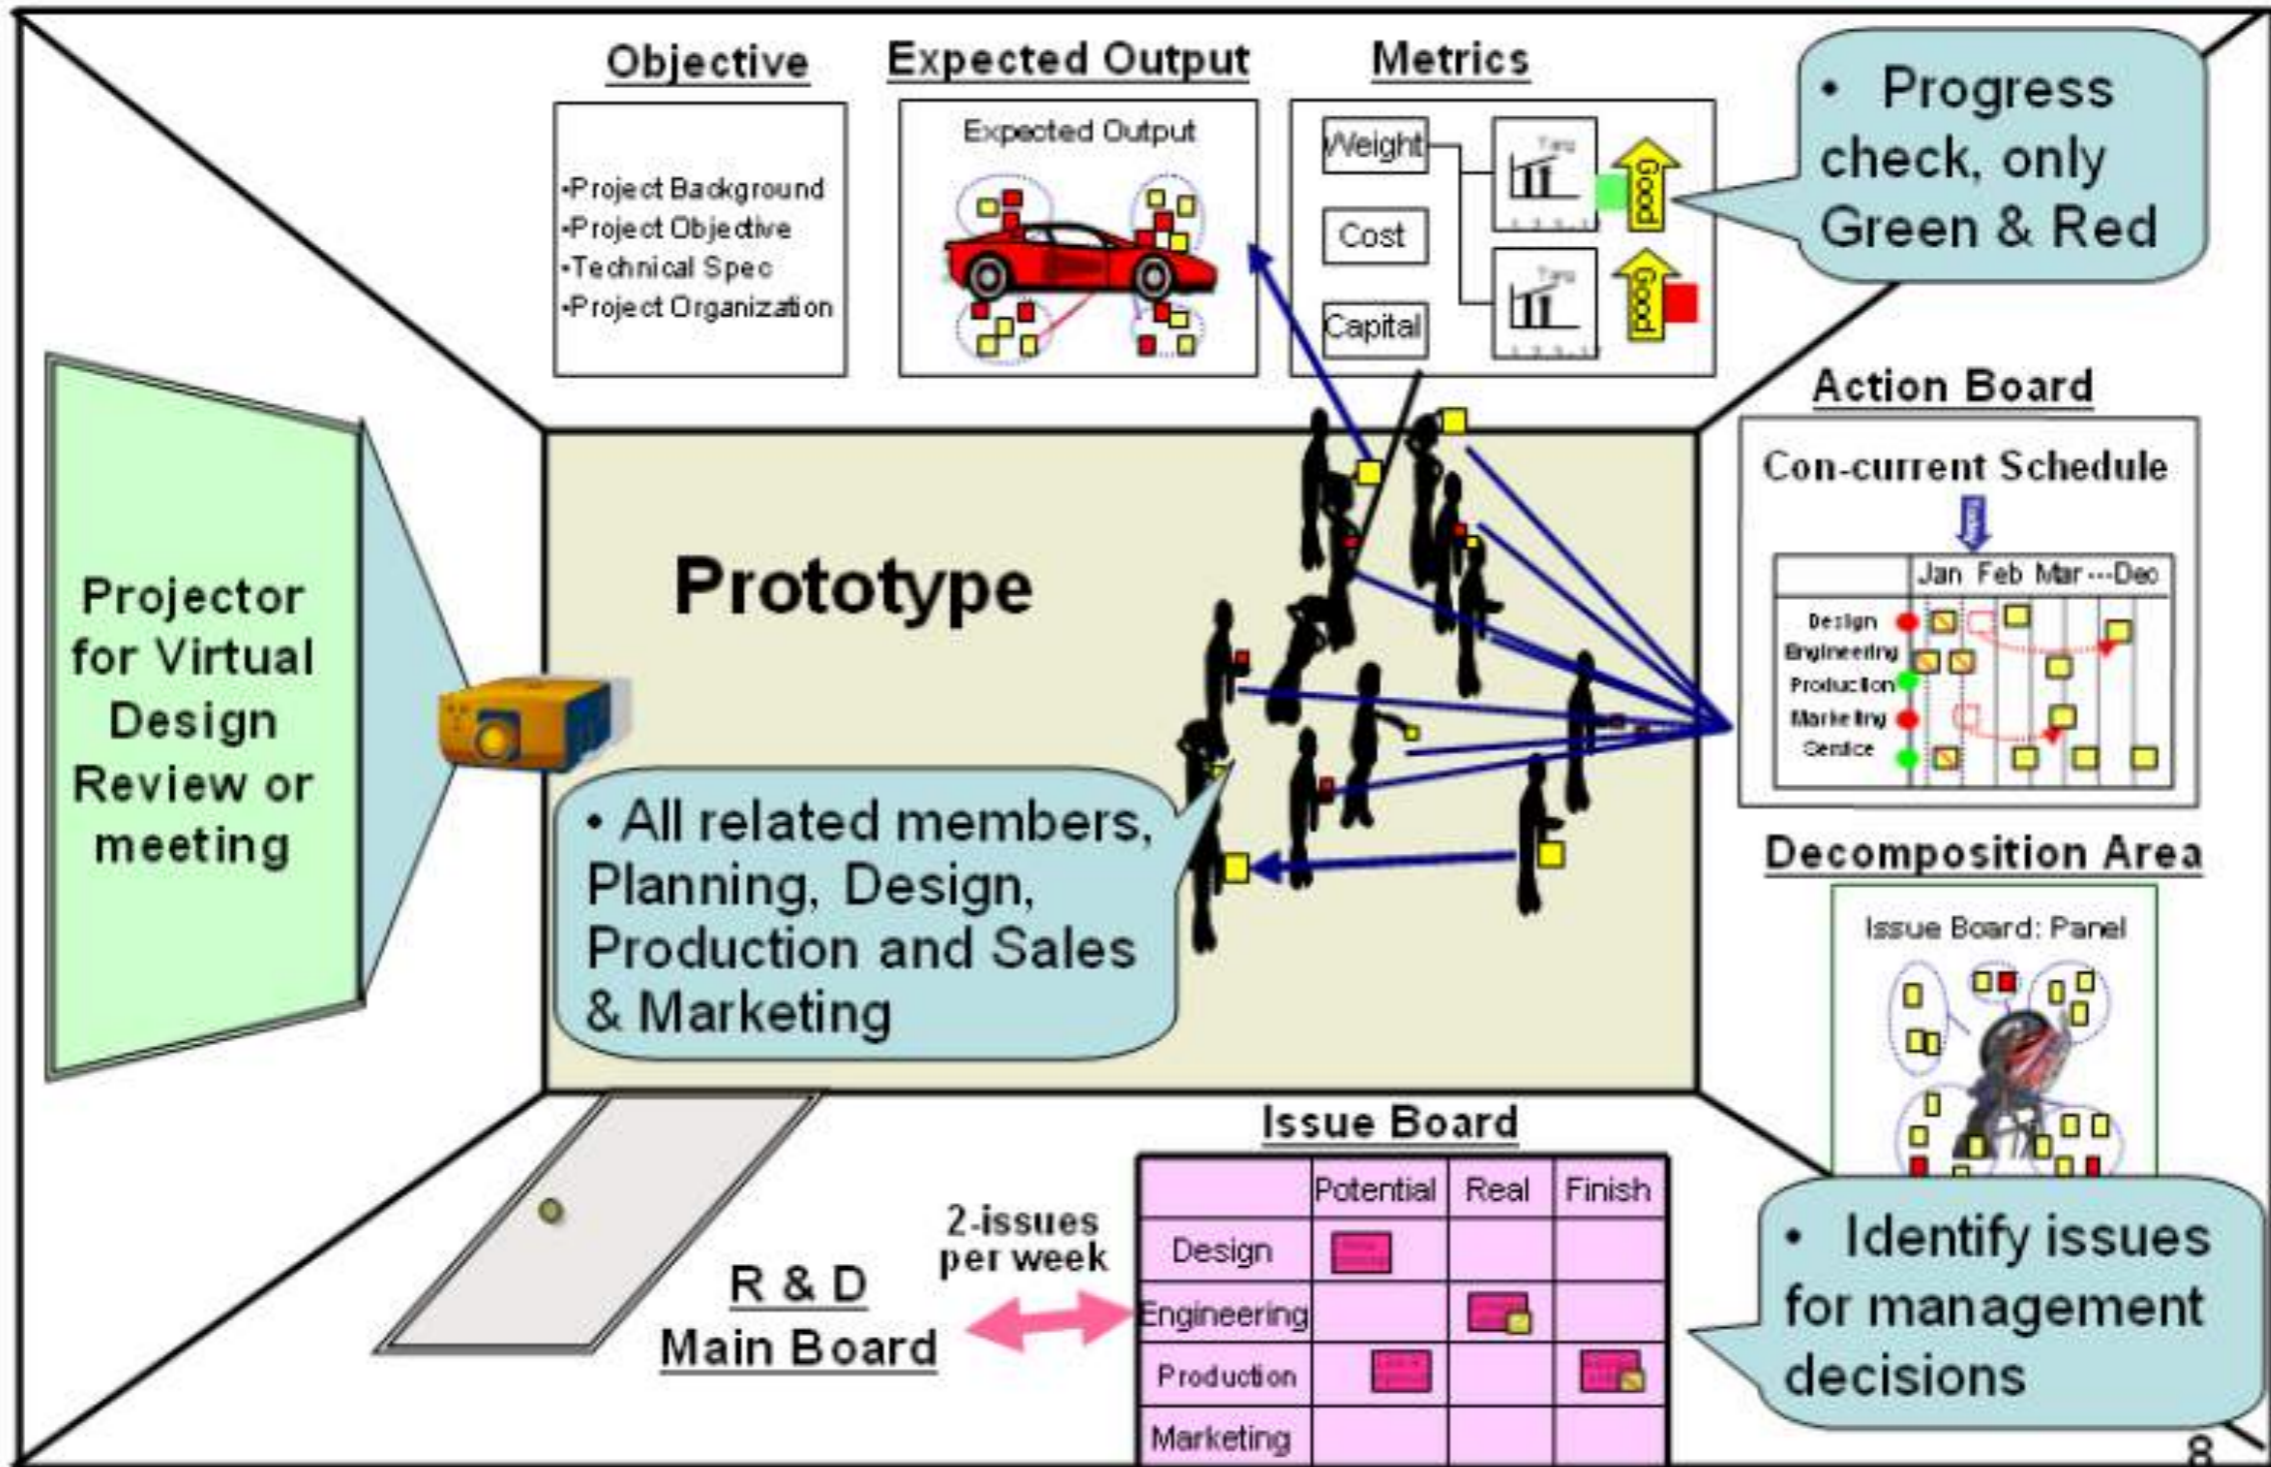 Objective
•Project Background
•Project Objective
•Technical Spec
•Project Organization
Expected Output
Expected Output
Metrics
Weight
Cost
Capital
Good
Good
• Progress
check, only
Green & Red
Action Board
Con-current Schedule
Jan Feb Mar ---Dec
Design
Engineering
Production
Marketing
Projector
for Virtual
Design
Review or
meeting
Prototype
• All related members,
Planning, Design,
Production and Sales
& Marketing
Decomposition Area
Issue Board: Panel
• Identify issues
for management
decisions
R & D
Main Board
2-issues
per week
Issue Board
Potential Real Finish
Design
Engineering
Production
Marketing
8